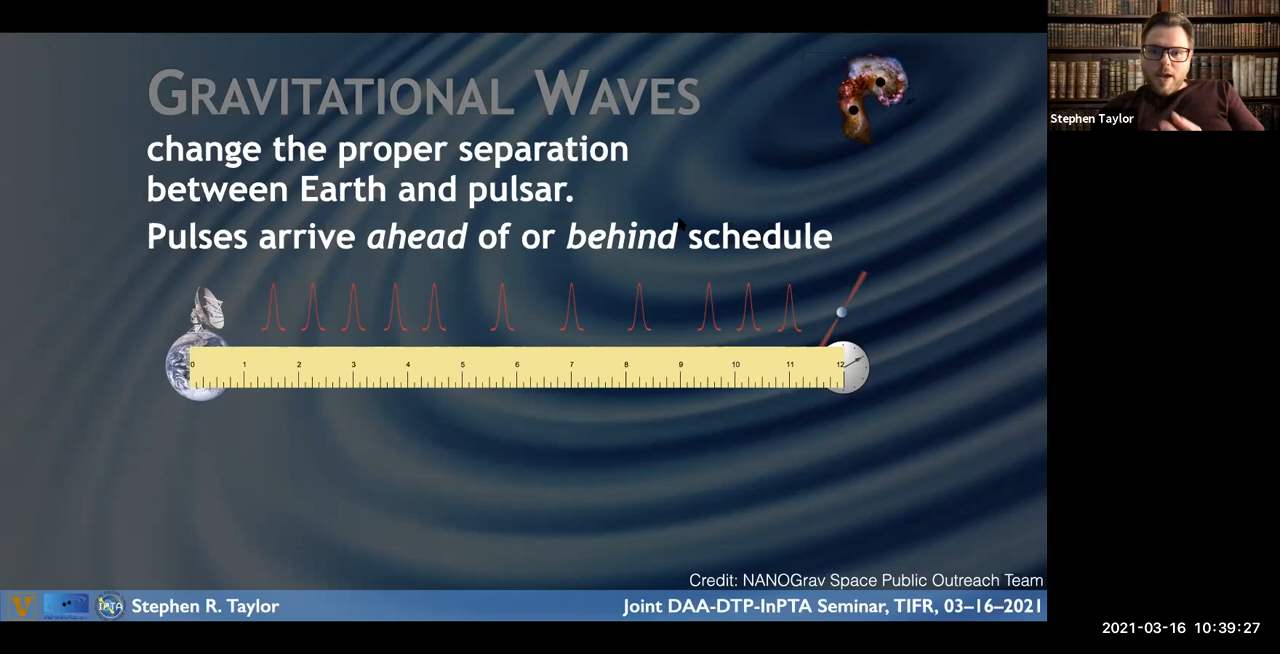 GRAVITATIONAL WAVES
change the proper separation
between Earth and pulsar.
Pulses arrive ahead of or behind schedule
0 1 2 3 4 5 6 7 8 9 10 11 12
Credit: NANOGrav Space Public Outreach Team
V
IPTA
Stephen R. Taylor
Joint DAA-DTP-InPTA Seminar, TIFR, 03–16–2021
Stephen Taylor
2021-03-16 10:39:27